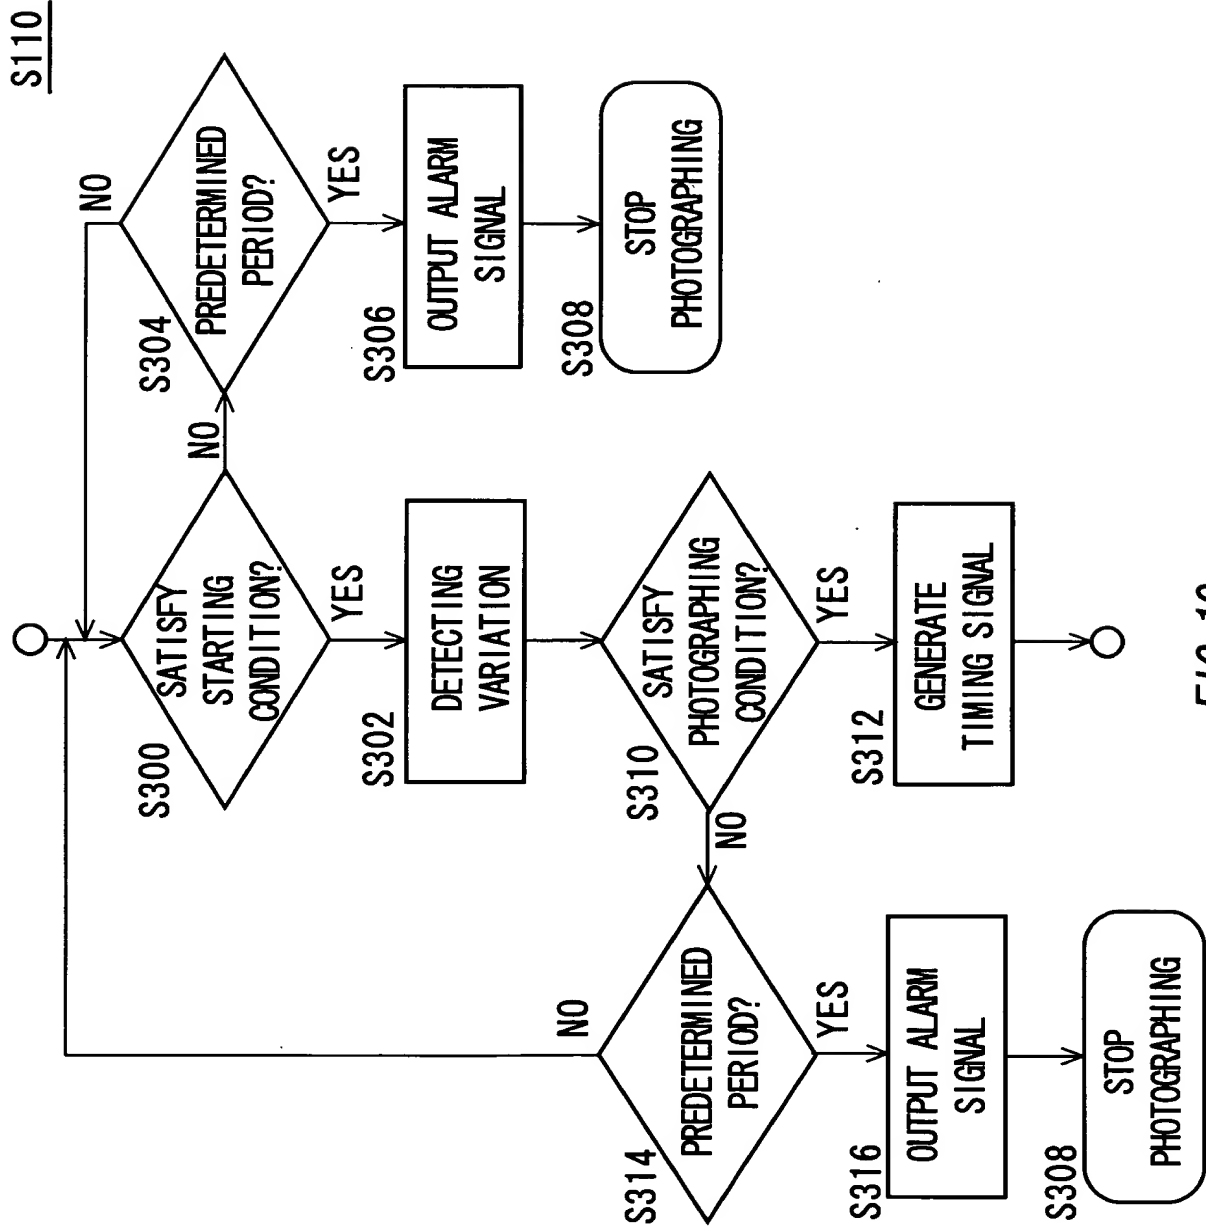 S110
SATISFY
STARTING
CONDITION?
S300
NO
YES
PREDETERMINED
PERIOD?
S304
NO
YES
OUTPUT ALARM
SIGNAL
S306
STOP
PHOTOGRAPHING
S308
DETECTING
VARIATION
S302
SATISFY
PHOTOGRAPHING
CONDITION?
S310
NO
YES
GENERATE
TIMING SIGNAL
S312
PREDETERMINED
PERIOD?
S314
NO
YES
OUTPUT ALARM
SIGNAL
S316
STOP
PHOTOGRAPHING
S308